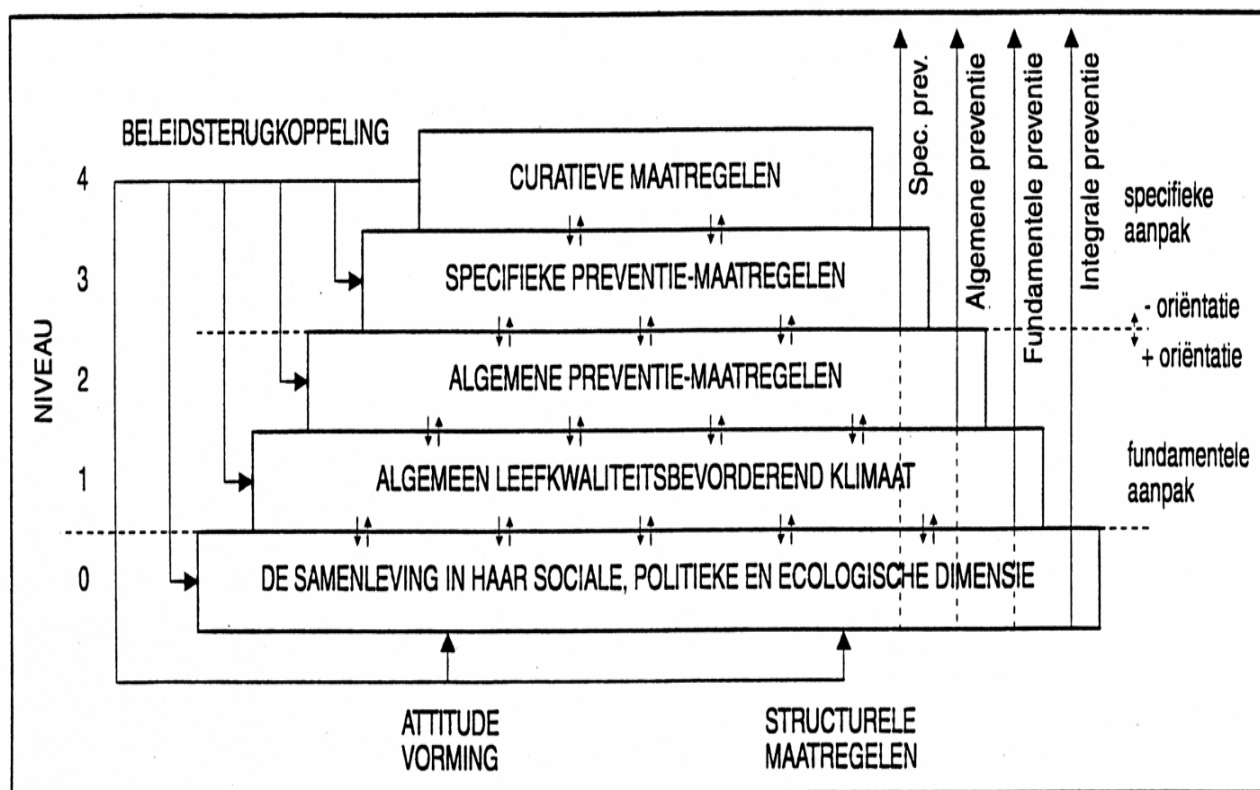 BELEIDSTERUGKOPPELING
NIVEAU
4
CURATIEVE MAATREGELEN
3
SPECIFIEKE PREVENTIE-MAATREGELEN
2
ALGEMENE PREVENTIE-MAATREGELEN
1
ALGEMEEN LEEFKWALITEITSBEVORDEREND KLIMAAT
0
DE SAMENLEVING IN HAAR SOCIALE, POLITIEKE EN ECOLOGISCHE DIMENSIE
ATTITUDE
VORMING
STRUCTURELE
MAATREGELEN
Spec. prev.
Algemene preventie
Fundamentele preventie
Integrale preventie
specifieke
aanpak
- oriëntatie
+ oriëntatie
fundamentele
aanpak